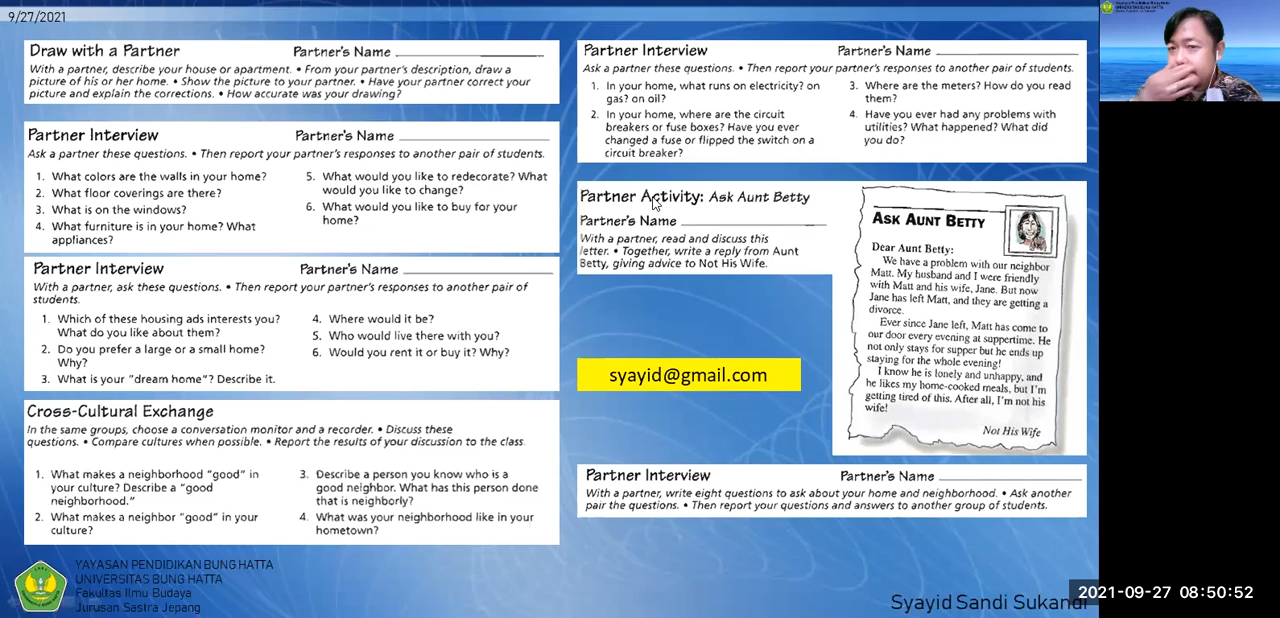 9/27/2021
Draw with a Partner Partner's Name
With a partner, describe your house or apartment. • From your partner's description, draw a
picture of his or her home. • Show the picture to your partner. • Have your partner correct your
picture and explain the corrections. • How accurate was your drawing?
Partner Interview Partner's Name
Ask a partner these questions. • Then report your partner's responses to another pair of students.
1. What colors are the walls in your home?
2. What floor coverings are there?
3. What is on the windows?
4. What furniture is in your home? What
appliances?
5. What would you like to redecorate? What
would you like to change?
6. What would you like to buy for your
home?
Partner Interview Partner's Name
With a partner, ask these questions. • Then report your partner's responses to another pair of
students.
1. Which of these housing ads interests you?
What do you like about them?
2. Do you prefer a large or a small home?
Why?
3. What is your "dream home"? Describe it.
4. Where would it be?
5. Who would live there with you?
6. Would you rent it or buy it? Why?
Cross-Cultural Exchange
In the same groups, choose a conversation monitor and a recorder. • Discuss these
questions. • Compare cultures when possible. • Report the results of your discussion to the class.
1. What makes a neighborhood "good" in
your culture? Describe a "good
neighborhood."
2. What makes a neighbor "good" in your
culture?
3. Describe a person you know who is a
good neighbor. What has this person done
that is neighborly?
4. What was your neighborhood like in your
hometown?
YAYASAN PENDIDIKAN BUNG HATTA
UNIVERSITAS BUNG HATTA
Fakultas Ilmu Budaya
Jurusan Sastra Jepang
Partner Interview Partner's Name
Ask a partner these questions. • Then report your partner's responses to another pair of students.
1. In your home, what runs on electricity? on
gas? on oil?
2. In your home, where are the circuit
breakers or fuse boxes? Have you ever
changed a fuse or flipped the switch on a
circuit breaker?
3. Where are the meters? How do you read
them?
4. Have you ever had any problems with
utilities? What happened? What did
you do?
Partner Activity: Ask Aunt Betty
Partner's Name
With a partner, read and discuss this
letter. • Together, write a reply from Aunt
Betty, giving advice to Not His Wife.
ASK AUNT BETTY
Dear Aunt Betty:
We have a problem with our neighbor
Matt. My husband and I were friendly
with Matt and his wife, Jane. But now
Jane has left Matt, and they are getting a
divorce.
Ever since Jane left, Matt has come to
our door every evening at suppertime. He
not only stays for supper but he ends up
staying for the whole evening!
I know he is lonely and unhappy, and
he likes my home-cooked meals, but I'm
getting tired of this. After all, I'm not his
wife!
Not His Wife
syayid@gmail.com
Partner Interview Partner's Name
With a partner, write eight questions to ask about your home and neighborhood. • Ask another
pair the questions. • Then report your questions and answers to another group of students.
Syayid Sandi Sukandi
2021-09-27 08:50:52